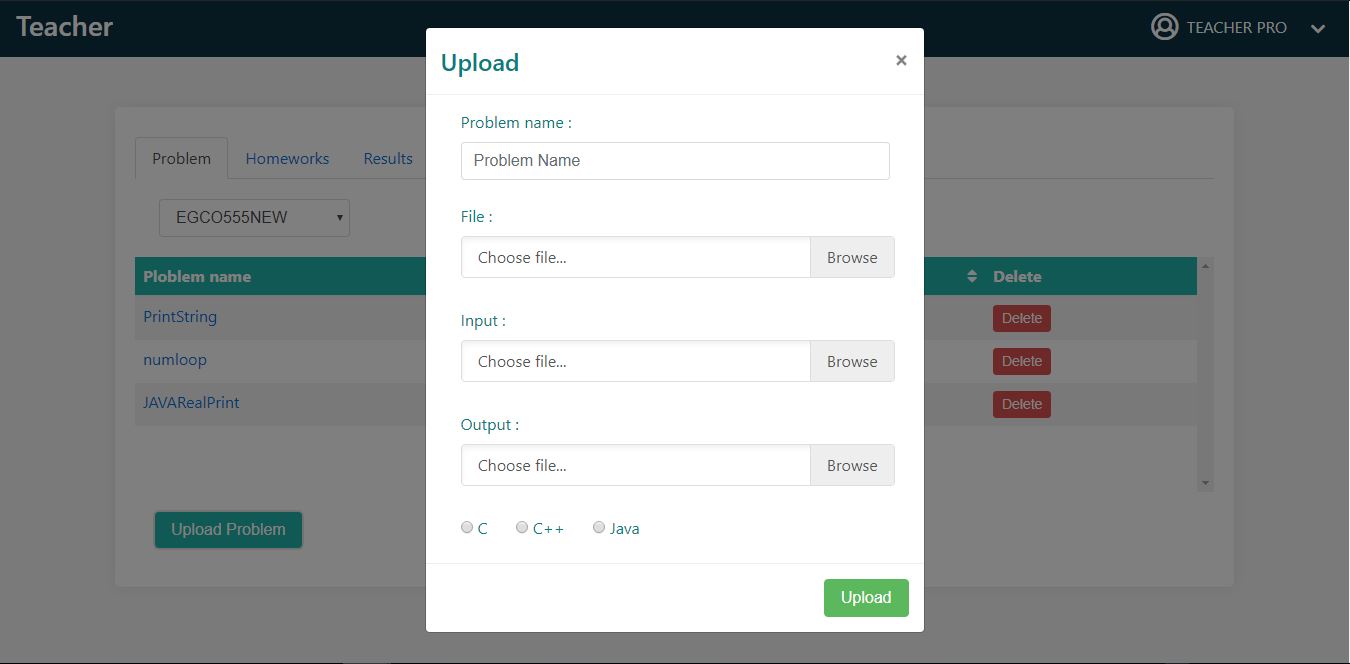 Teacher
TEACHER PRO
Upload
×
Problem name :
Problem Name
File :
Choose file...
Browse
Input :
Choose file...
Browse
Output :
Choose file...
Browse
C
C++
Java
Upload
Problem
Homeworks
Results
EGCO555NEW
Ploblem name
Delete
PrintString
Delete
numloop
Delete
JAVARealPrint
Delete
Upload Problem